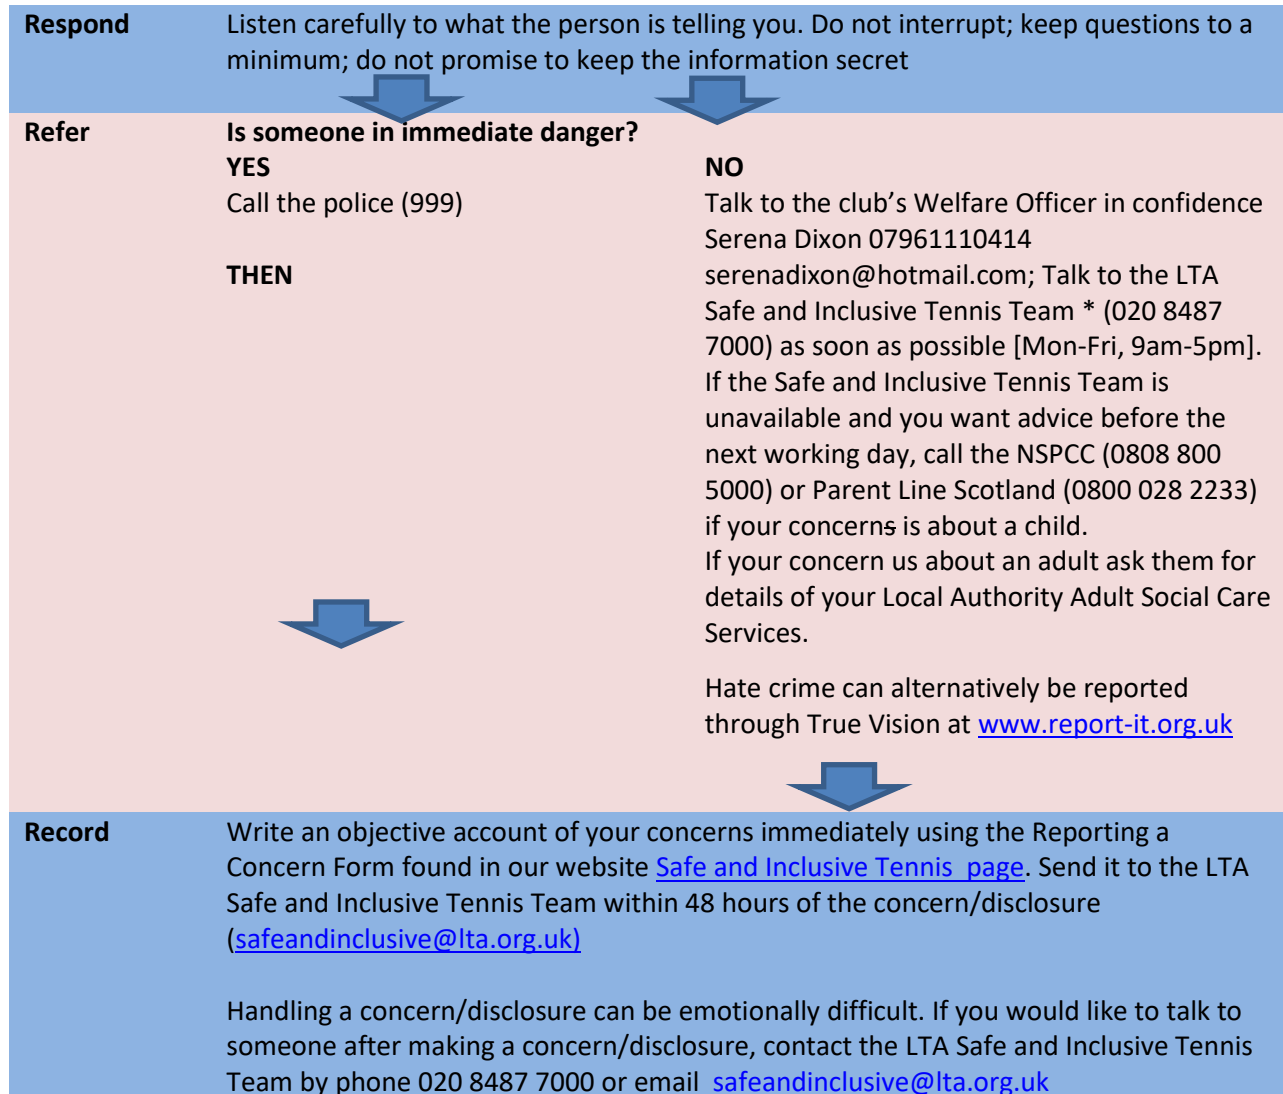 Respond
Listen carefully to what the person is telling you. Do not interrupt; keep questions to a
minimum; do not promise to keep the information secret
Refer
Is someone in immediate danger?
YES
Call the police (999)
THEN
NO
Talk to the club’s Welfare Officer in confidence
Serena Dixon 07961110414
serenadixon@hotmail.com; Talk to the LTA
Safe and Inclusive Tennis Team * (020 8487
7000) as soon as possible [Mon-Fri, 9am-5pm].
If the Safe and Inclusive Tennis Team is
unavailable and you want advice before the
next working day, call the NSPCC (0808 800
5000) or Parent Line Scotland (0800 028 2233)
if your concerns is about a child.
If your concern us about an adult ask them for
details of your Local Authority Adult Social Care
Services.
Hate crime can alternatively be reported
through True Vision at www.report-it.org.uk
Record
Write an objective account of your concerns immediately using the Reporting a
Concern Form found in our website Safe and Inclusive Tennis  page. Send it to the LTA
Safe and Inclusive Tennis Team within 48 hours of the concern/disclosure
(safeandinclusive@lta.org.uk)
Handling a concern/disclosure can be emotionally difficult. If you would like to talk to
someone after making a concern/disclosure, contact the LTA Safe and Inclusive Tennis
Team by phone 020 8487 7000 or email  safeandinclusive@lta.org.uk